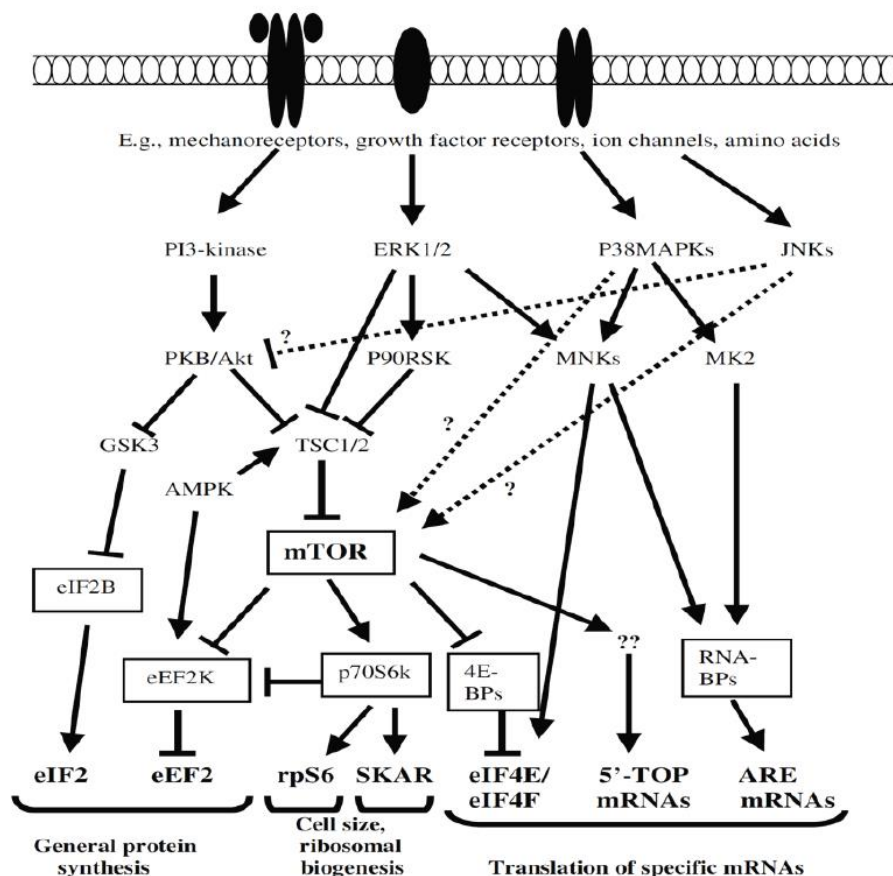 E.g., mechanoreceptors, growth factor receptors, ion channels, amino acids
PI3-kinase
ERK1/2
P38MAPKs
JNKs
?
PKB/Akt
P90RSK
MNKs
MK2
?
GSK3
TSC1/2
AMPK
?
mTOR
eIF2B
??
eEF2K
p70S6k
4E-
BPs
RNA-
BPs
eIF2
eEF2
rpS6
SKAR
eIF4E/
eIF4F
5'-TOP
mRNAs
ARE
mRNAs
General protein
synthesis
Cell size,
ribosomal
biogenesis
Translation of specific mRNAs